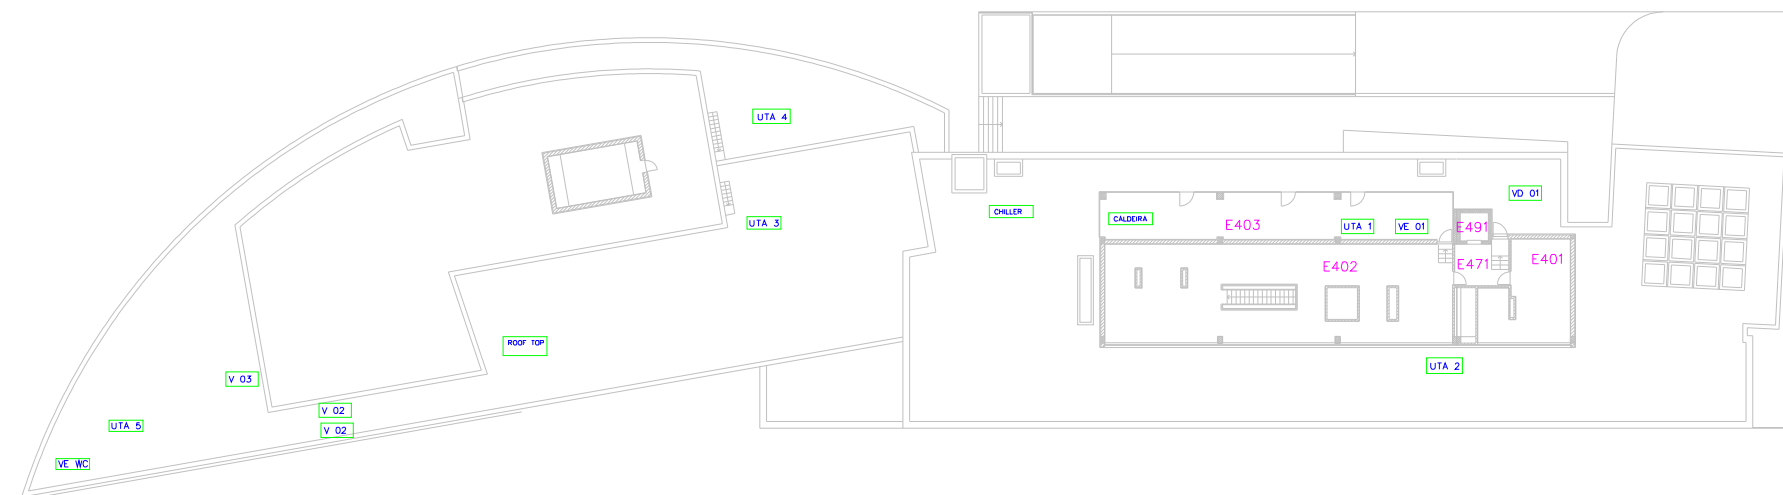 UTA 4
VD 01
CHILLER
CALDEIRA
UTA 3
E403
UTA 1
VE 01
E491
E402
E471
E401
ROOF TOP
UTA 2
V 03
V 02
UTA 5
V 02
VE WC